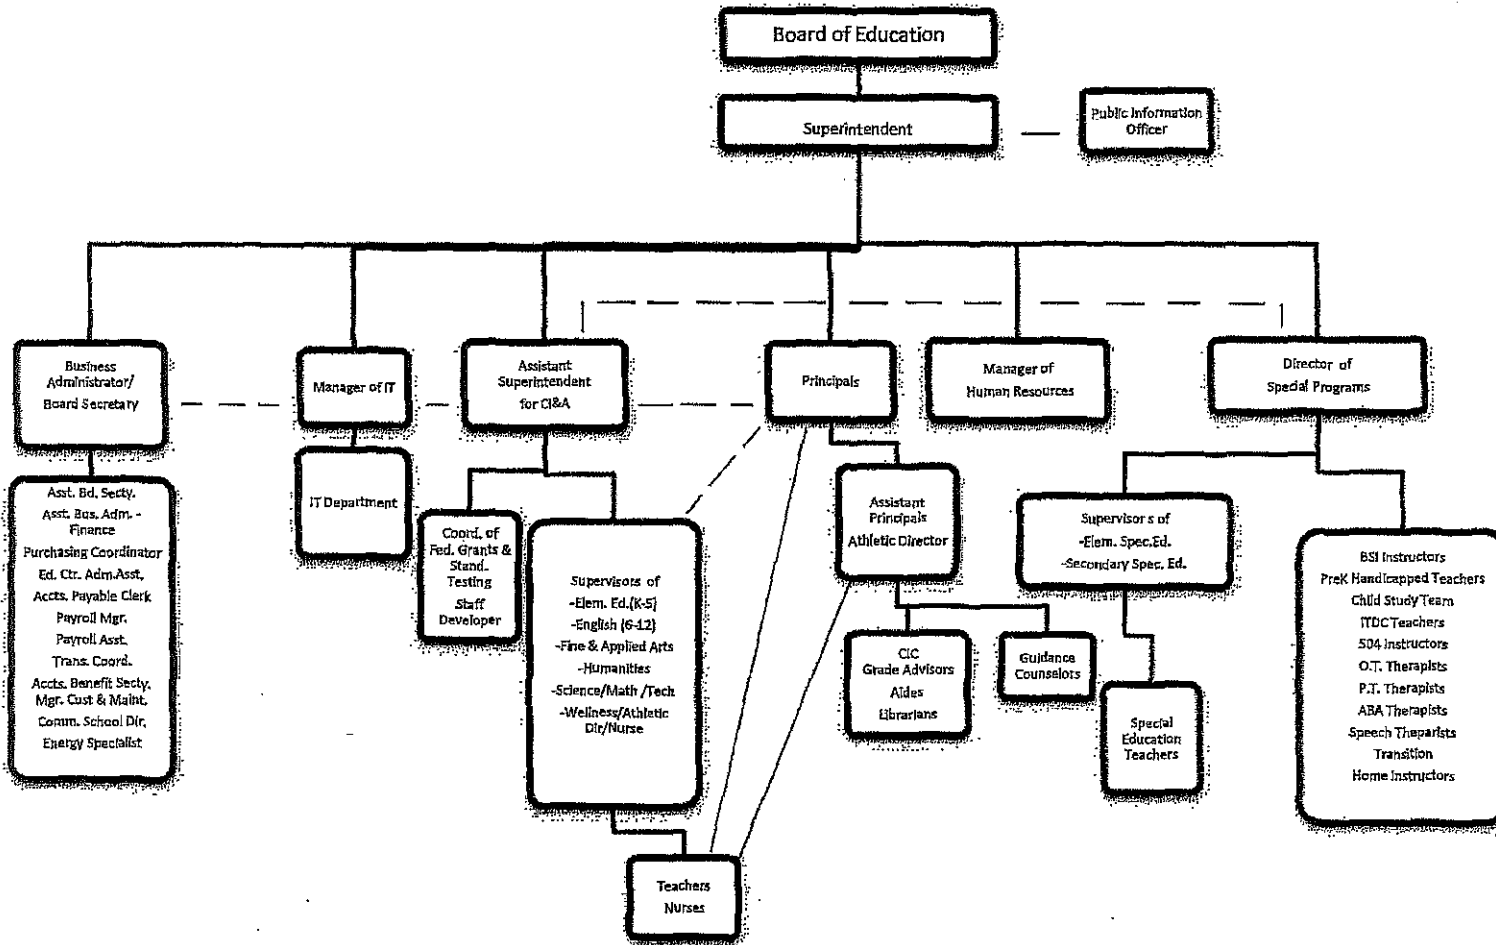 Board of Education
Superintendent
Public Information
Officer
Business
Administrator/
Board Secretary
Manager of IT
Assistant
Superintendent
for CI&A
Principals
Manager of
Human Resources
Director of
Special Programs
Asst. Bd. Secty.
Asst. Bus. Adm. -
Finance
Purchasing Coordinator
Ed. Ctr. Adm.Asst.
Accts. Payable Clerk
Payroll Mgr.
Payroll Asst.
Trans. Coord.
Accts. Benefit Secty.
Mgr. Cust & Maint.
Comm. School Dir.
Energy Specialist
IT Department
Coord. of
Fed. Grants &
Stand.
Testing
Staff
Developer
Supervisors of
-Elem. Ed.(K-5)
-English (6-12)
-Fine & Applied Arts
-Humanities
-Science/Math /Tech
-Wellness/Athletic
Dir/Nurse
Teachers
Nurses
Assistant
Principals
Athletic Director
CIC
Grade Advisors
Aides
Librarians
Guidance
Counselors
Supervisors of
-Elem. Spec.Ed.
-Secondary Spec. Ed.
Special
Education
Teachers
BSI Instructors
PreK Handicapped Teachers
Child Study Team
ITDC Teachers
504 Instructors
O.T. Therapists
P.T. Therapists
ABA Therapists
Speech Theparists
Transition
Home Instructors